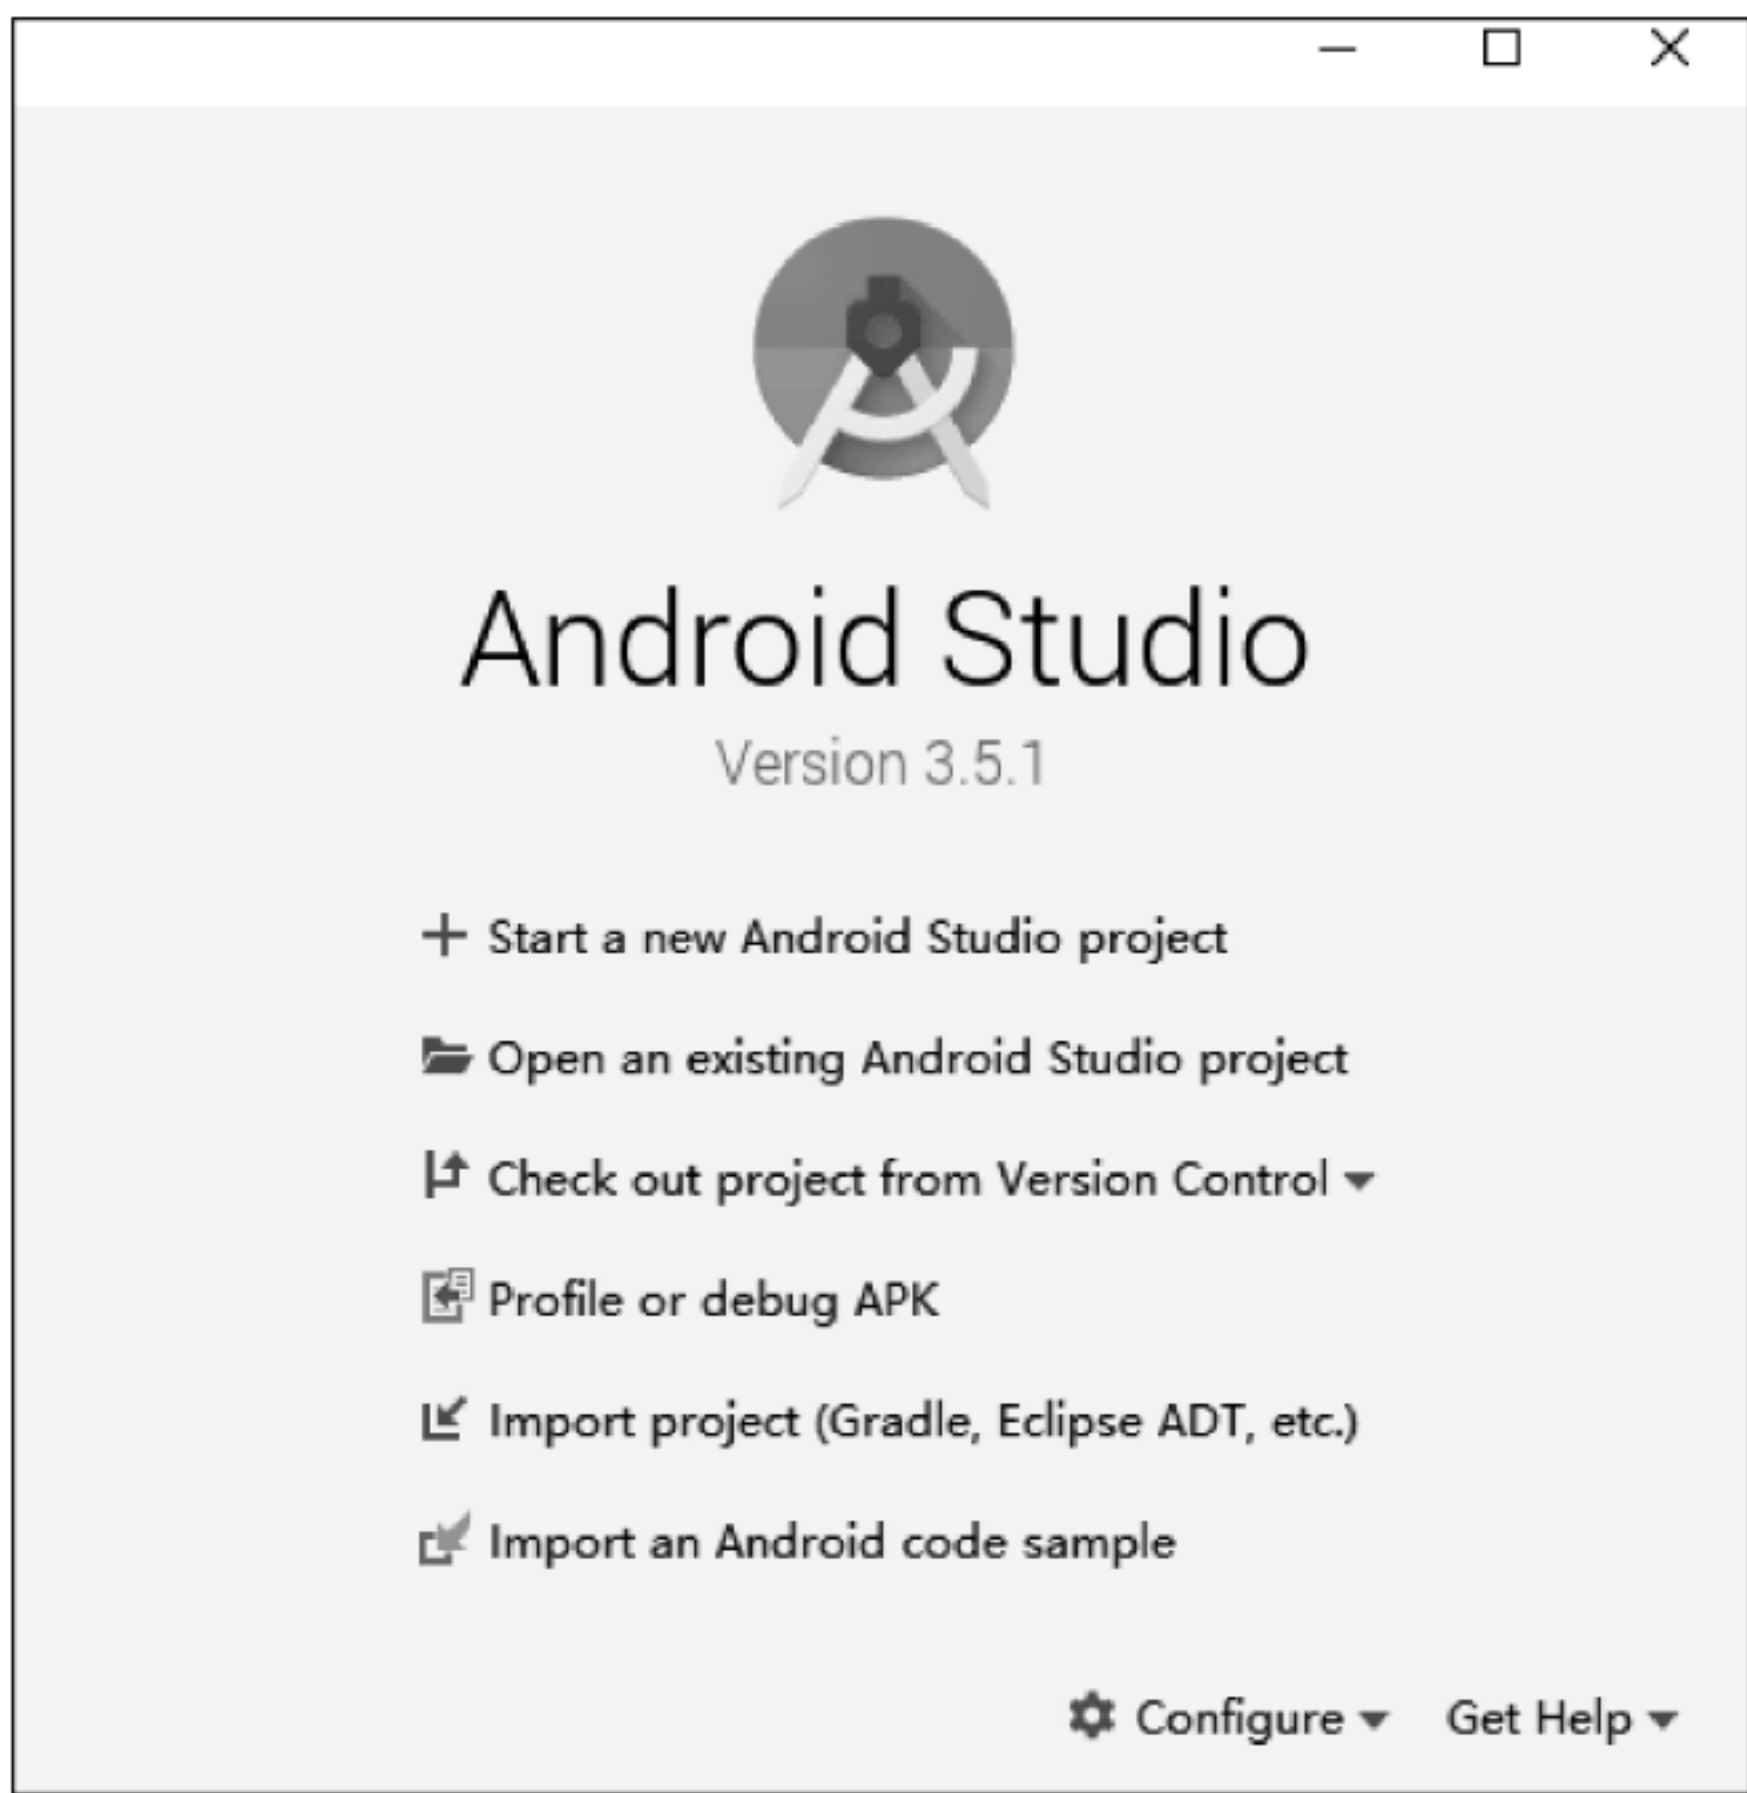 Android Studio
Version 3.5.1
Start a new Android Studio project
Open an existing Android Studio project
Check out project from Version Control
Profile or debug APK
Import project (Gradle, Eclipse ADT, etc.)
Import an Android code sample
Configure
Get Help